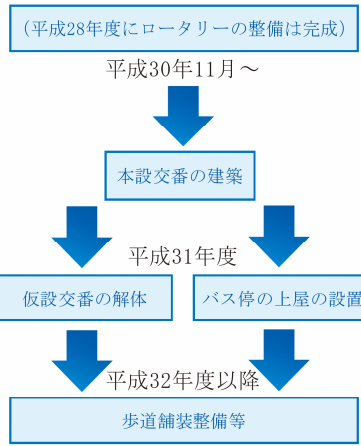 （平成28年度にロータリーの整備は完成）
平成30年11月～
本設交番の建築
平成31年度
仮設交番の解体
バス停の上屋の設置
平成32年度以降
歩道舗装整備等